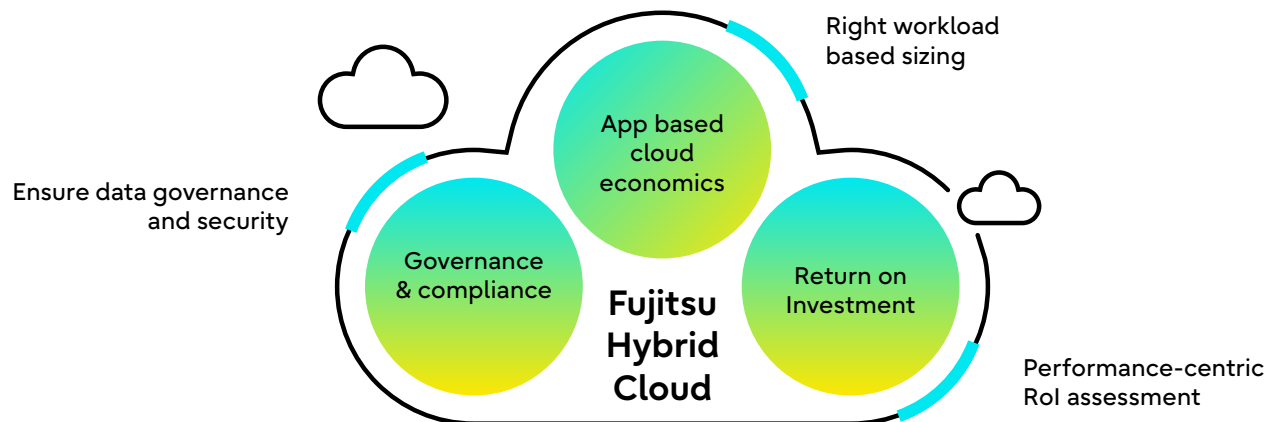 Right workload
based sizing
App based
cloud
economics
Ensure data governance
and security
Governance
& compliance
Return on
Investment
Fujitsu
Hybrid
Cloud
Performance-centric
RoI assessment